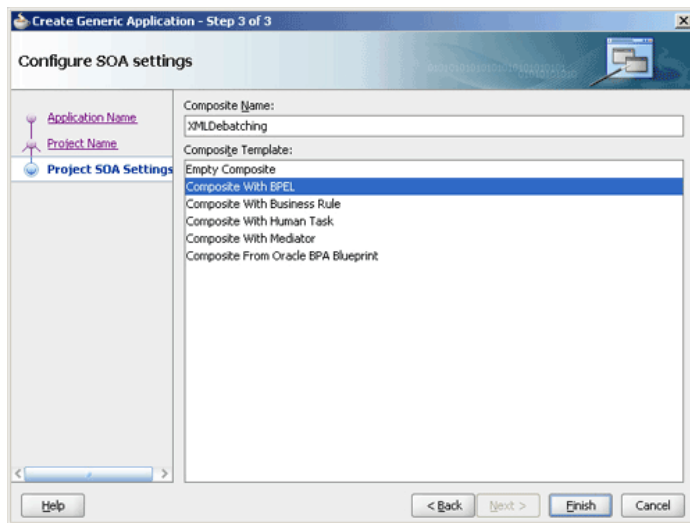 Create Generic Application - Step 3 of 3
Configure SOA settings
Application Name
Project Name
Project SOA Settings
Composite Name:
XMLDebatching
Composite Template:
Empty Composite
Composite With BPEL
Composite With Business Rule
Composite With Human Task
Composite With Mediator
Composite From Oracle BPA Blueprint
Help
< Back
Next >
Finish
Cancel